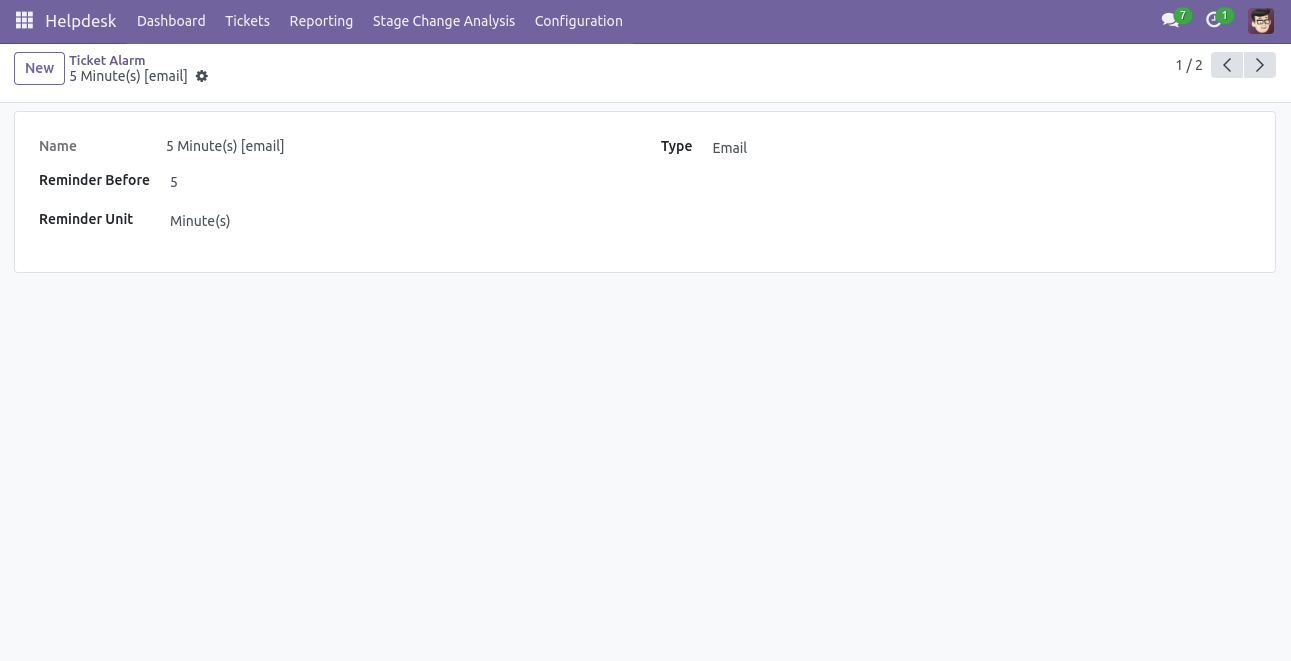 Helpdesk Dashboard Tickets Reporting Stage Change Analysis Configuration 7 1
New Ticket Alarm
5 Minute(s) [email] 1 / 2
Name 5 Minute(s) [email] Type Email
Reminder Before 5
Reminder Unit Minute(s)